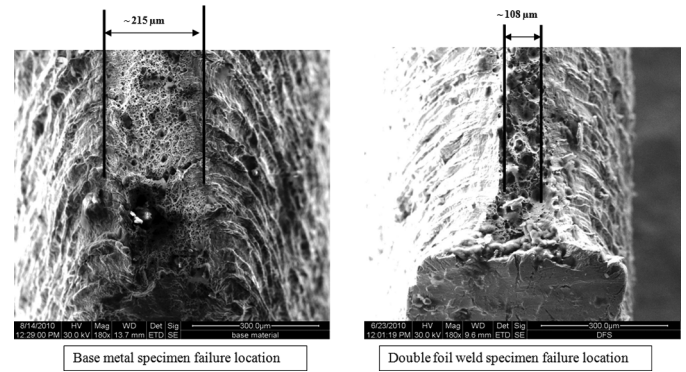 ~215 µm
~108 µm
8/14/2010 HV Mag WD Det Sig 300.0µm
12:29:00 PM 30.0 kV 180x 13.7 mm ETD SE base material
6/23/2010 HV Mag WD Det Sig 300.0µm
12:01:19 PM 30.0 kV 180x 9.6 mm ETD SE DFS
Base metal specimen failure location
Double foil weld specimen failure location